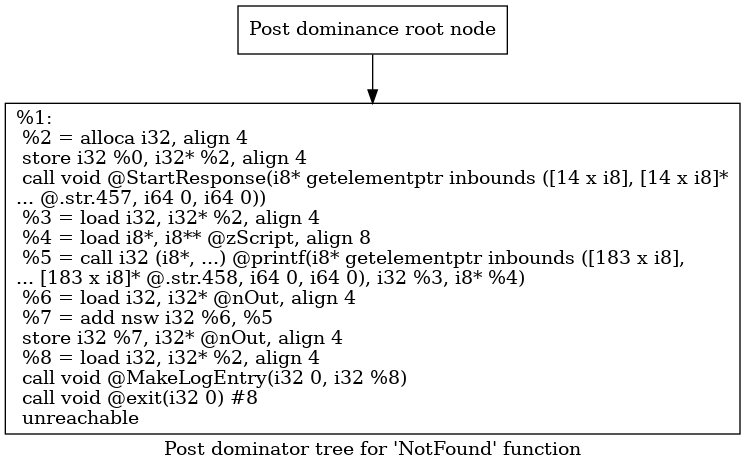 Post dominance root node
%1:
%2 = alloca i32, align 4
store i32 %0, i32* %2, align 4
call void @StartResponse(i8* getelementptr inbounds ([14 x i8], [14 x i8]*
... @.str.457, i64 0, i64 0))
%3 = load i32, i32* %2, align 4
%4 = load i8*, i8** @zScript, align 8
%5 = call i32 (i8*, ...) @printf(i8* getelementptr inbounds ([183 x i8],
... [183 x i8]* @.str.458, i64 0, i64 0), i32 %3, i8* %4)
%6 = load i32, i32* @nOut, align 4
%7 = add nsw i32 %6, %5
store i32 %7, i32* @nOut, align 4
%8 = load i32, i32* %2, align 4
call void @MakeLogEntry(i32 0, i32 %8)
call void @exit(i32 0) #8
unreachable
Post dominator tree for 'NotFound' function